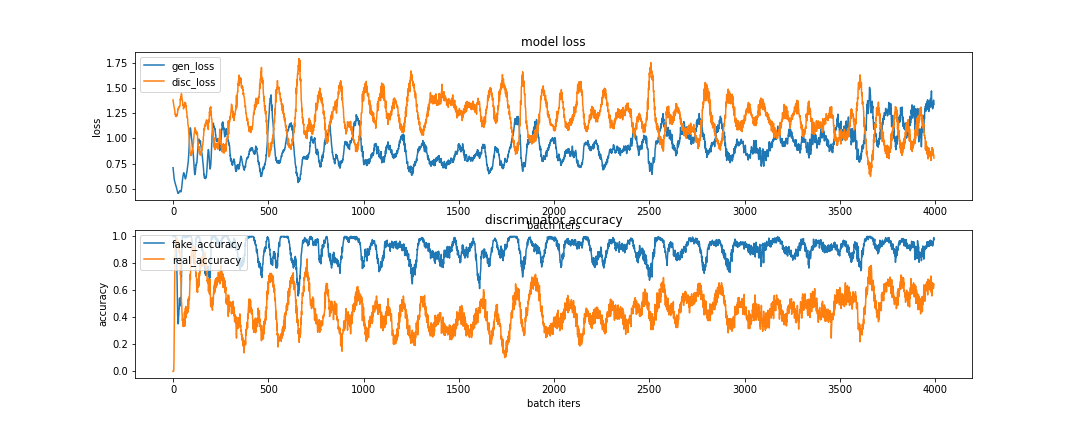 model loss
gen_loss
disc_loss
loss
1.75
1.50
1.25
1.00
0.75
0.50
0 500 1000 1500 2000 2500 3000 3500 4000
batch iters
discriminator accuracy
fake_accuracy
real_accuracy
accuracy
1.0
0.8
0.6
0.4
0.2
0.0
0 500 1000 1500 2000 2500 3000 3500 4000
batch iters